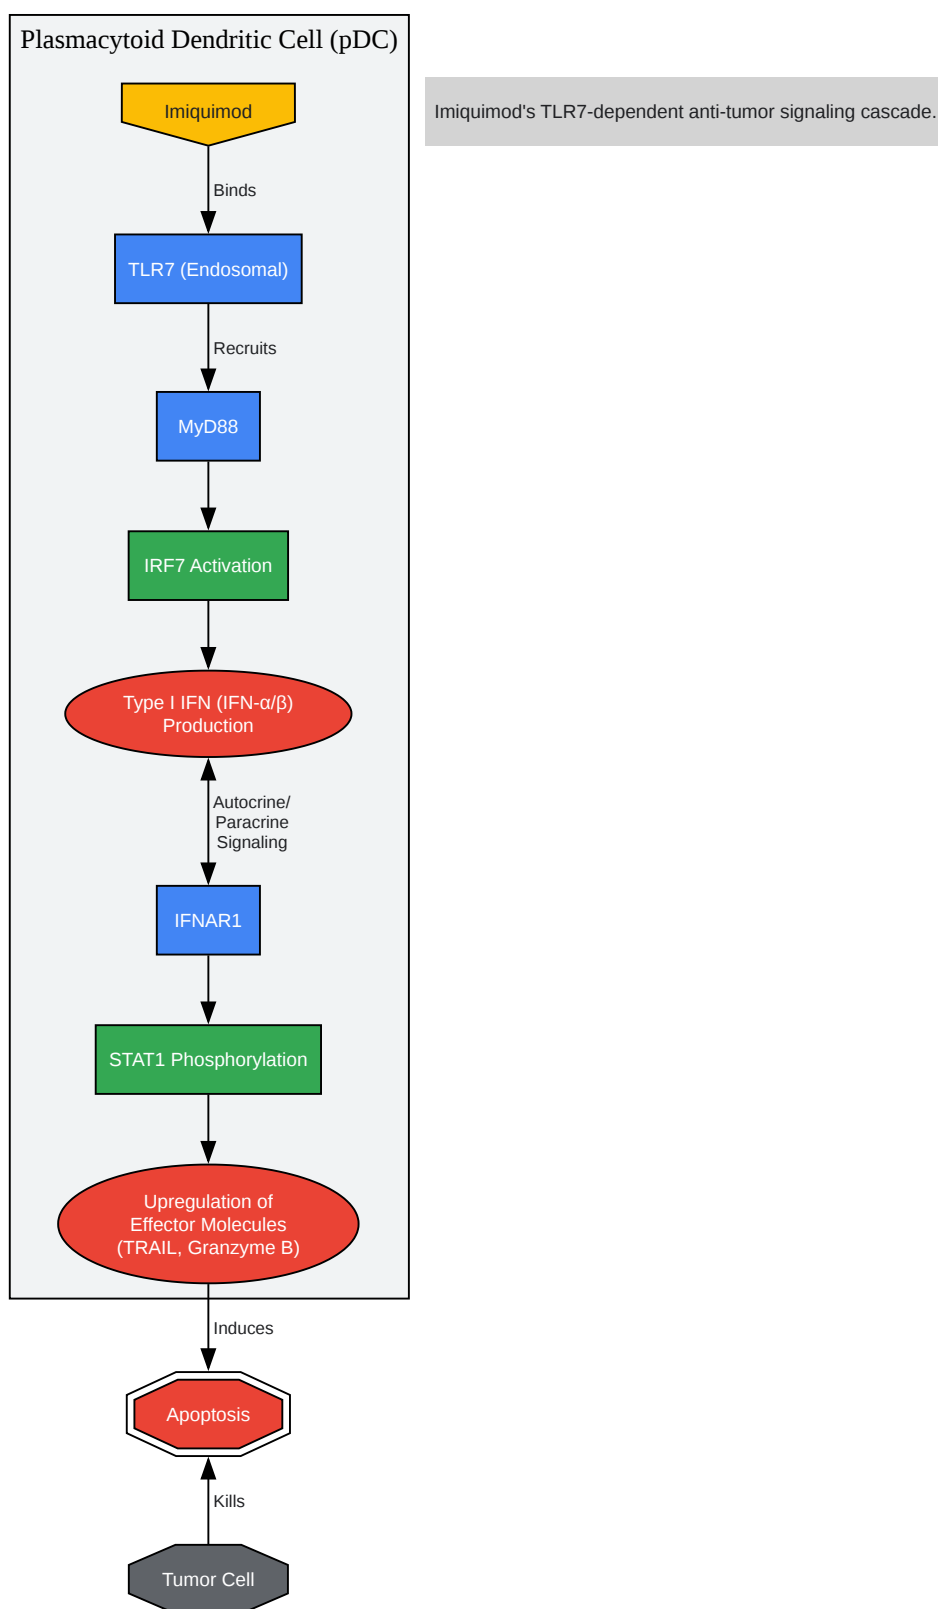 Plasmacytoid Dendritic Cell (pDC)
Imiquimod
Imiquimod's TLR7-dependent anti-tumor signaling cascade.
Binds
TLR7 (Endosomal)
Recruits
MyD88
IRF7 Activation
Type I IFN (IFN-α/β)
Production
Autocrine/
Paracrine
Signaling
IFNAR1
STAT1 Phosphorylation
Upregulation of
Effector Molecules
(TRAIL, Granzyme B)
Induces
Apoptosis
Kills
Tumor Cell